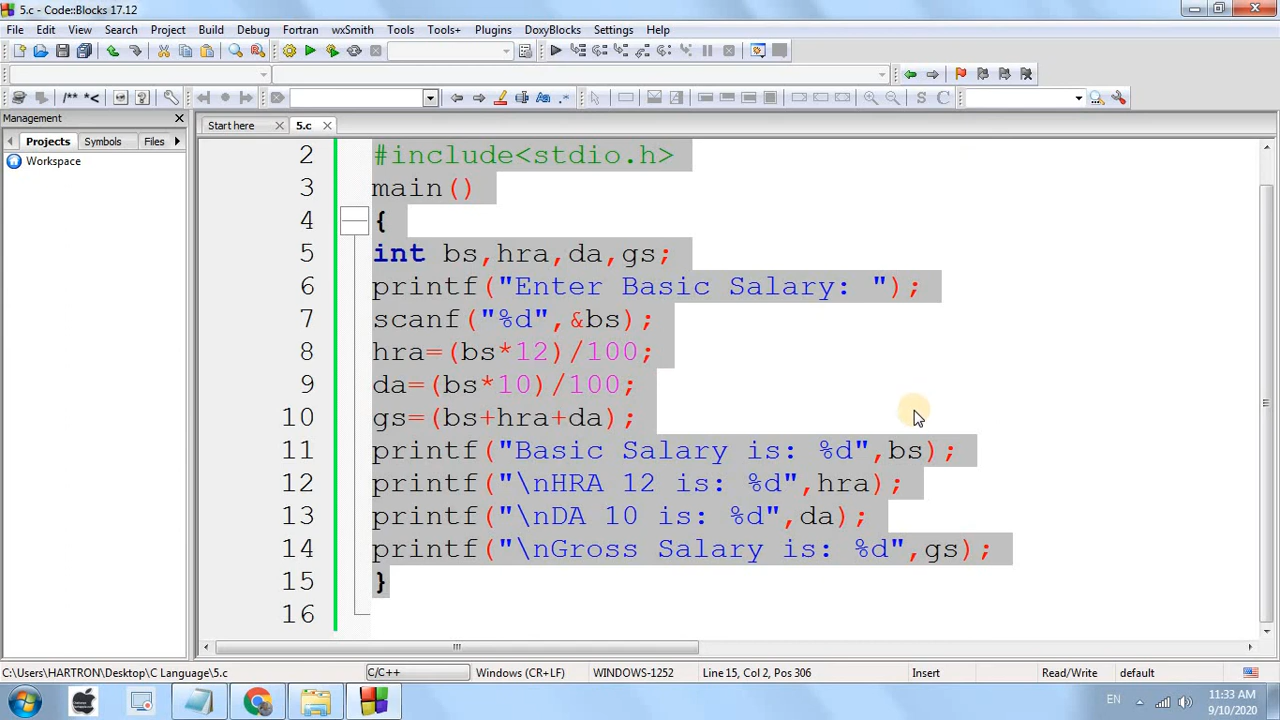 5.c - Code::Blocks 17.12
File Edit View Search Project Build Debug Fortran wxSmith Tools Tools+ Plugins DoxyBlocks Settings Help
/** *<
S C
Management
Projects Symbols Files
Workspace
Start here 5.c
2 #include<stdio.h>
3 main()
4 {
5 int bs,hra,da,gs;
6 printf("Enter Basic Salary: ");
7 scanf("%d",&bs);
8 hra=(bs*12)/100;
9 da=(bs*10)/100;
10 gs=(bs+hra+da);
11 printf("Basic Salary is: %d",bs);
12 printf("\nHRA 12 is: %d",hra);
13 printf("\nDA 10 is: %d",da);
14 printf("\nGross Salary is: %d",gs);
15 }
16
C:\Users\HARTRON\Desktop\C Language\5.c C/C++ Windows (CR+LF) WINDOWS-1252 Line 15, Col 2, Pos 306 Insert Read/Write default
EN 11:33 AM
9/10/2020